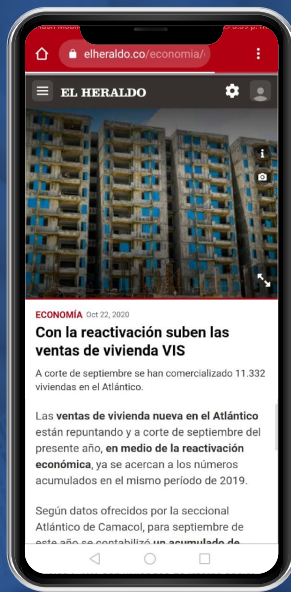 elheraldo.co/economia/
EL HERALDO
ECONOMÍA Oct 22, 2020
Con la reactivación suben las
ventas de vivienda VIS
A corte de septiembre se han comercializado 11.332
viviendas en el Atlántico.
Las ventas de vivienda nueva en el Atlántico
están repuntando y a corte de septiembre del
presente año, en medio de la reactivación
económica, ya se acercan a los números
acumulados en el mismo período de 2019.
Según datos ofrecidos por la seccional
Atlántico de Camacol, para septiembre de
este año se contabilizó un acumulado de